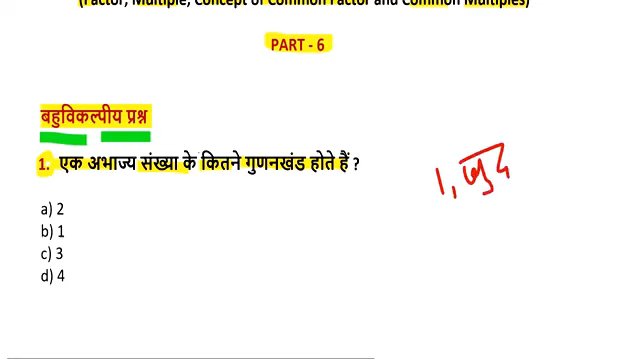 (Factor, Multiple, Concept of Common Factor and Common Multiples)
PART - 6
बहुविकल्पीय प्रश्न
1. एक अभाज्य संख्या के कितने गुणनखंड होते हैं ?
1, खुद
a) 2
b) 1
c) 3
d) 4